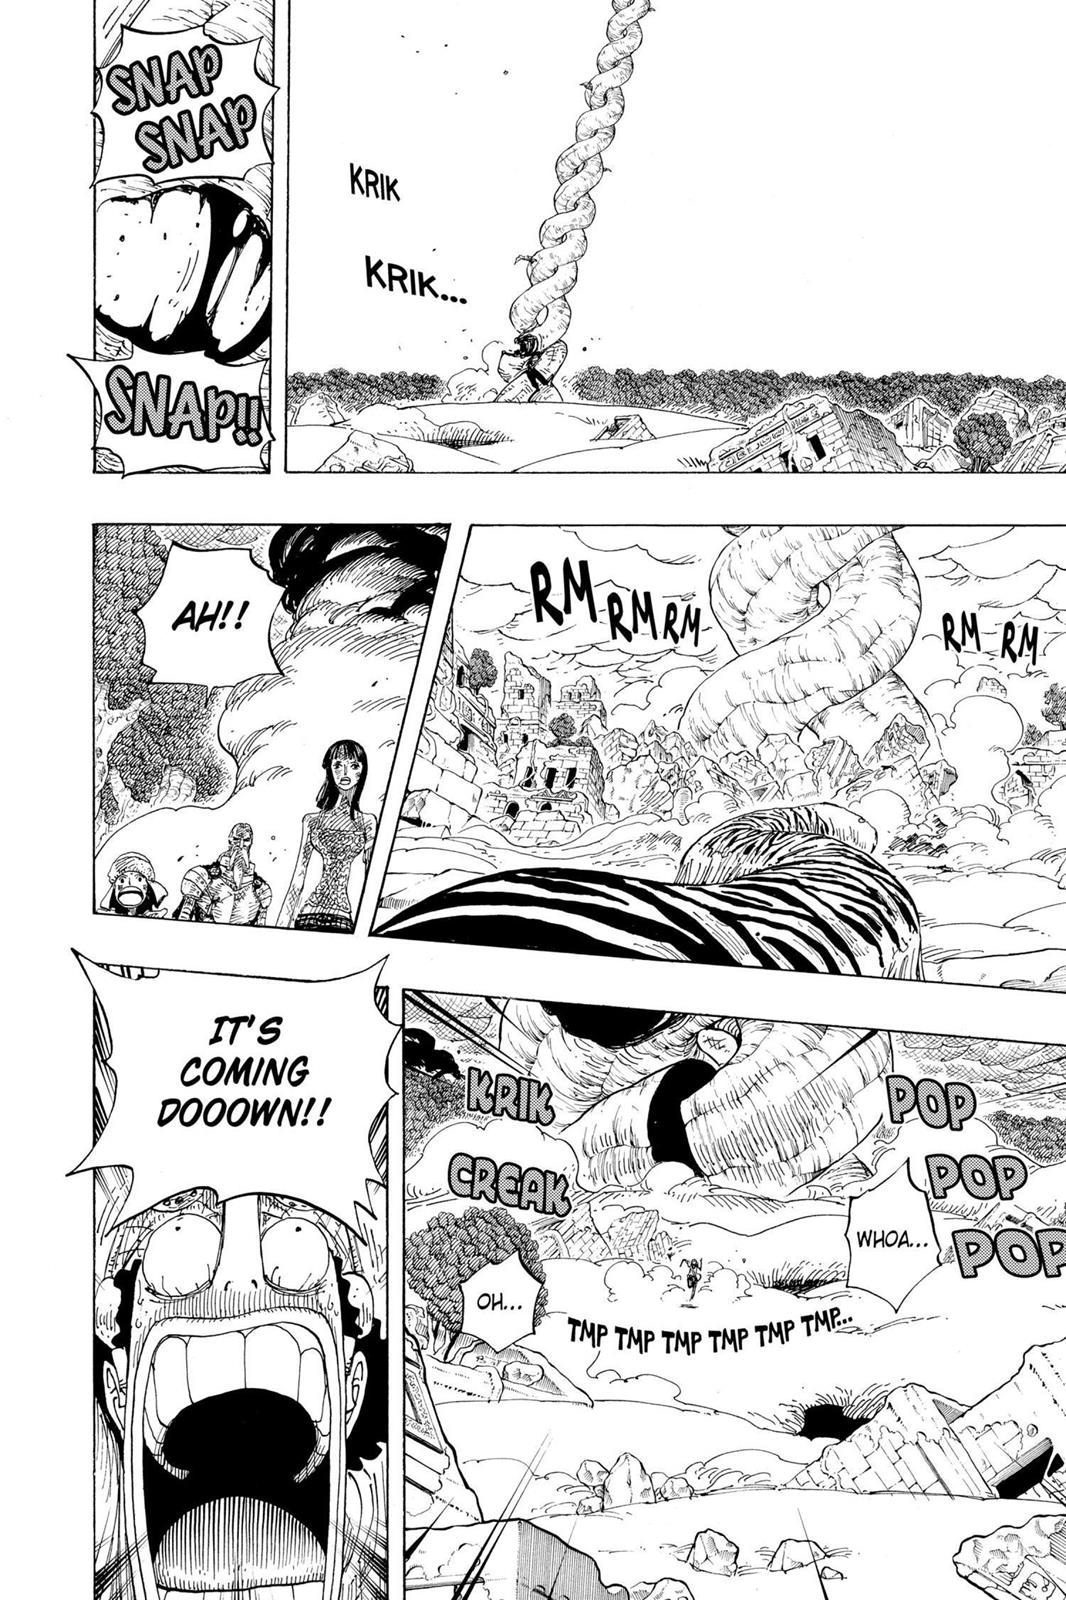 KRIK
KRIK...
SNAP
SNAP
SNAP!!
RM RM RM
RM RM
AH!!
POP
POP
POP
KRIK
CREAK
WHOA...
OH...
TMP TMP TMP TMP TMP TMP...
IT'S
COMING
DOOOWN!!